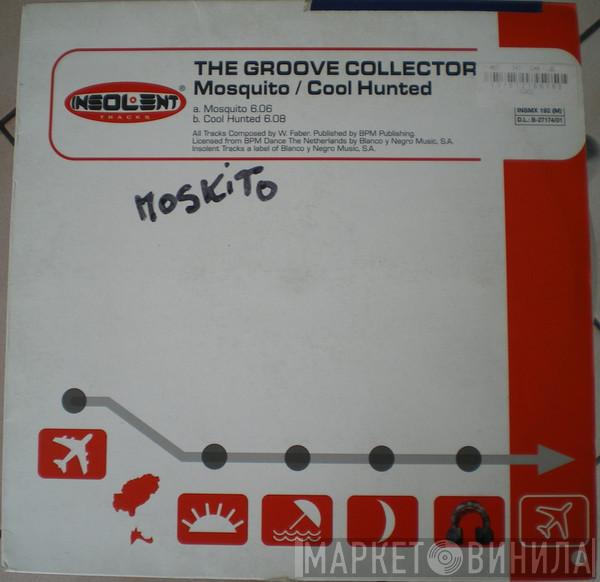 INSOLENT
TRACKS
®
THE GROOVE COLLECTOR
Mosquito / Cool Hunted
a. Mosquito 6.06
b. Cool Hunted 6.08
All Tracks Composed by W. Faber. Published by BPM Publishing.
Licensed from BPM Dance The Netherlands by Blanco y Negro Music, S.A.
Insolent Tracks a label of Blanco y Negro Music, S.A.
INSMX 192 (M)
D.L.: B-27174/01
MOSKiTO
МАРКЕТ ВИНИЛА